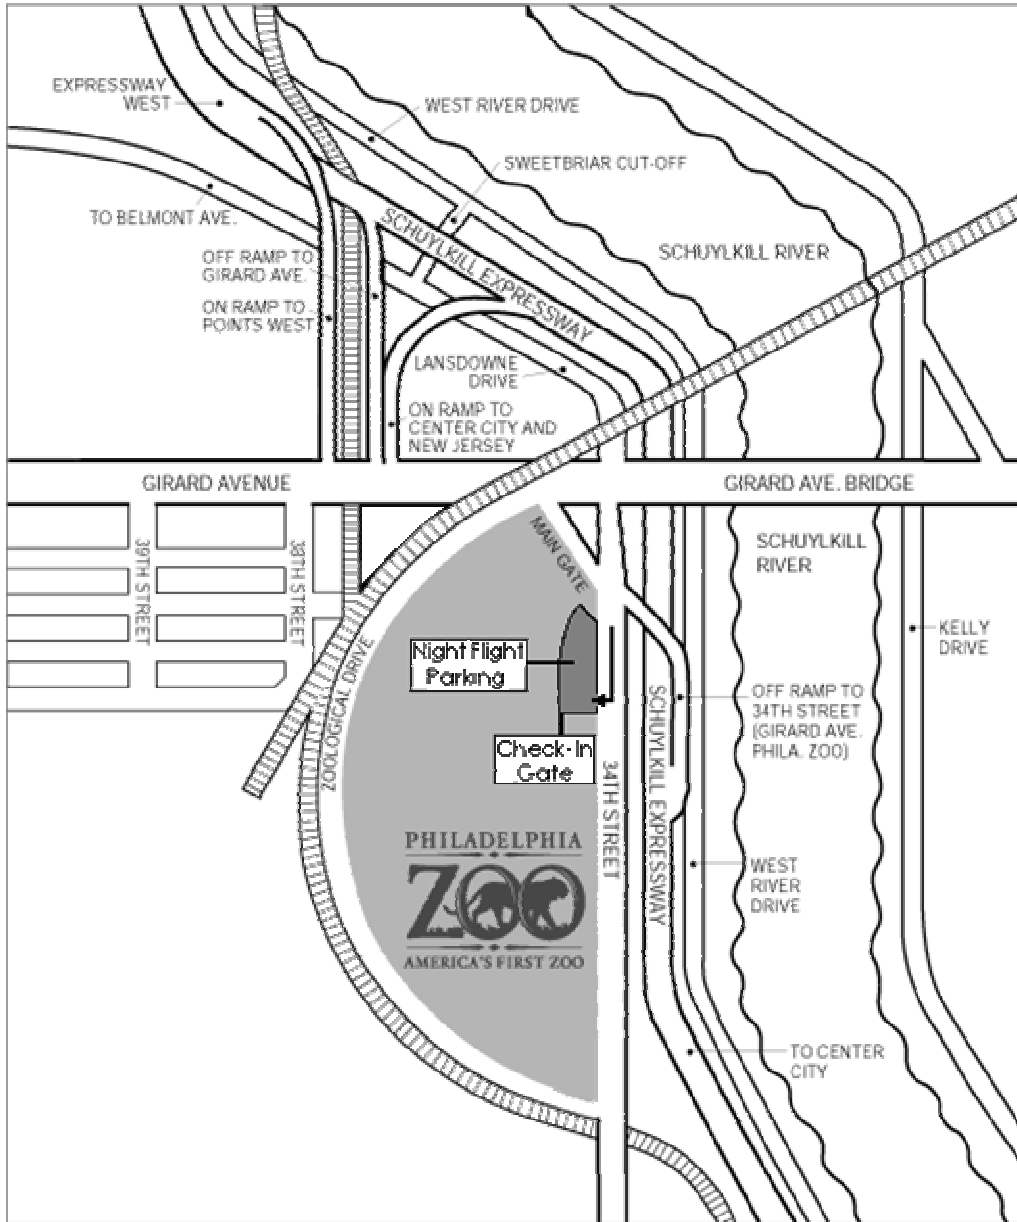 EXPRESSWAY
WEST
WEST RIVER DRIVE
SWEETBRIAR CUT-OFF
TO BELMONT AVE.
SCHUYLKILL EXPRESSWAY
SCHUYLKILL RIVER
OFF RAMP TO
GIRARD AVE.
ON RAMP TO
POINTS WEST
LANSDOWNE
DRIVE
ON RAMP TO
CENTER CITY AND
NEW JERSEY
GIRARD AVENUE
GIRARD AVE. BRIDGE
MAIN GATE
39TH STREET
38TH STREET
SCHUYLKILL
RIVER
KELLY
DRIVE
Night Flight
Parking
ZOOLOGICAL DRIVE
OFF RAMP TO
34TH STREET
(GIRARD AVE.
PHILA. ZOO)
Check-In
Gate
34TH STREET
SCHUYLKILL EXPRESSWAY
PHILADELPHIA
ZOO
AMERICA'S FIRST ZOO
WEST
RIVER
DRIVE
TO CENTER
CITY